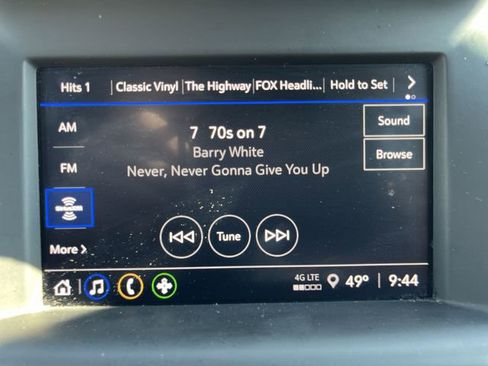 Hits 1 Classic Vinyl The Highway FOX Headli... Hold to Set
AM
7 70s on 7
Sound
Barry White
FM
Never, Never Gonna Give You Up
Browse
SiriusXM
Tune
More
4G LTE
49° 9:44